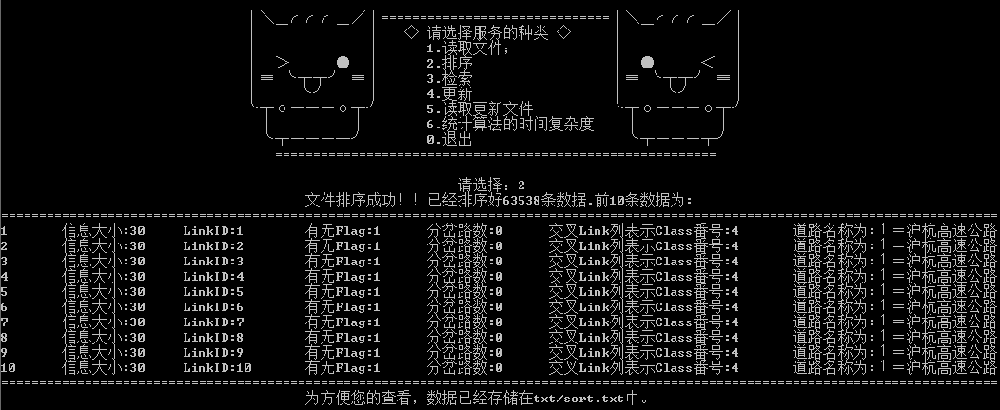 ◇ 请选择服务的种类 ◇
1.读取文件;
2.排序
3.检索
4.更新
5.读取更新文件
6.统计算法的时间复杂度
0.退出
请选择：2
文件排序成功！！已经排序好63538条数据,前10条数据为：
1 信息大小:30 LinkID:1 有无Flag:1 分岔路数:0 交叉Link列表示Class番号:4 道路名称为：1＝沪杭高速公路
2 信息大小:30 LinkID:2 有无Flag:1 分岔路数:0 交叉Link列表示Class番号:4 道路名称为：1＝沪杭高速公路
3 信息大小:30 LinkID:3 有无Flag:1 分岔路数:0 交叉Link列表示Class番号:4 道路名称为：1＝沪杭高速公路
4 信息大小:30 LinkID:4 有无Flag:1 分岔路数:0 交叉Link列表示Class番号:4 道路名称为：1＝沪杭高速公路
5 信息大小:30 LinkID:5 有无Flag:1 分岔路数:0 交叉Link列表示Class番号:4 道路名称为：1＝沪杭高速公路
6 信息大小:30 LinkID:6 有无Flag:1 分岔路数:0 交叉Link列表示Class番号:4 道路名称为：1＝沪杭高速公路
7 信息大小:30 LinkID:7 有无Flag:1 分岔路数:0 交叉Link列表示Class番号:4 道路名称为：1＝沪杭高速公路
8 信息大小:30 LinkID:8 有无Flag:1 分岔路数:0 交叉Link列表示Class番号:4 道路名称为：1＝沪杭高速公路
9 信息大小:30 LinkID:9 有无Flag:1 分岔路数:0 交叉Link列表示Class番号:4 道路名称为：1＝沪杭高速公路
10 信息大小:30 LinkID:10 有无Flag:1 分岔路数:0 交叉Link列表示Class番号:4 道路名称为：1＝沪杭高速公路
为方便您的查看，数据已经存储在txt/sort.txt中。